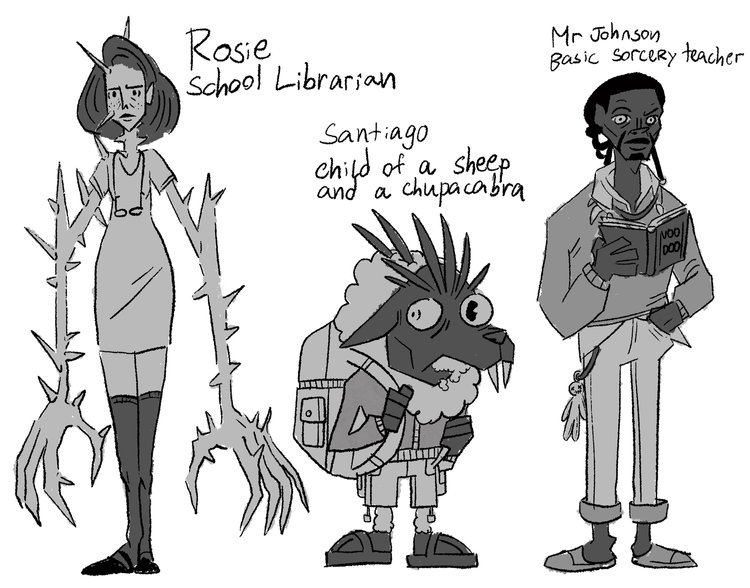 Rosie
School Librarian
Santiago
child of a sheep
and a chupacabra
Mr Johnson
Basic sorcery teacher
VOO
DOO